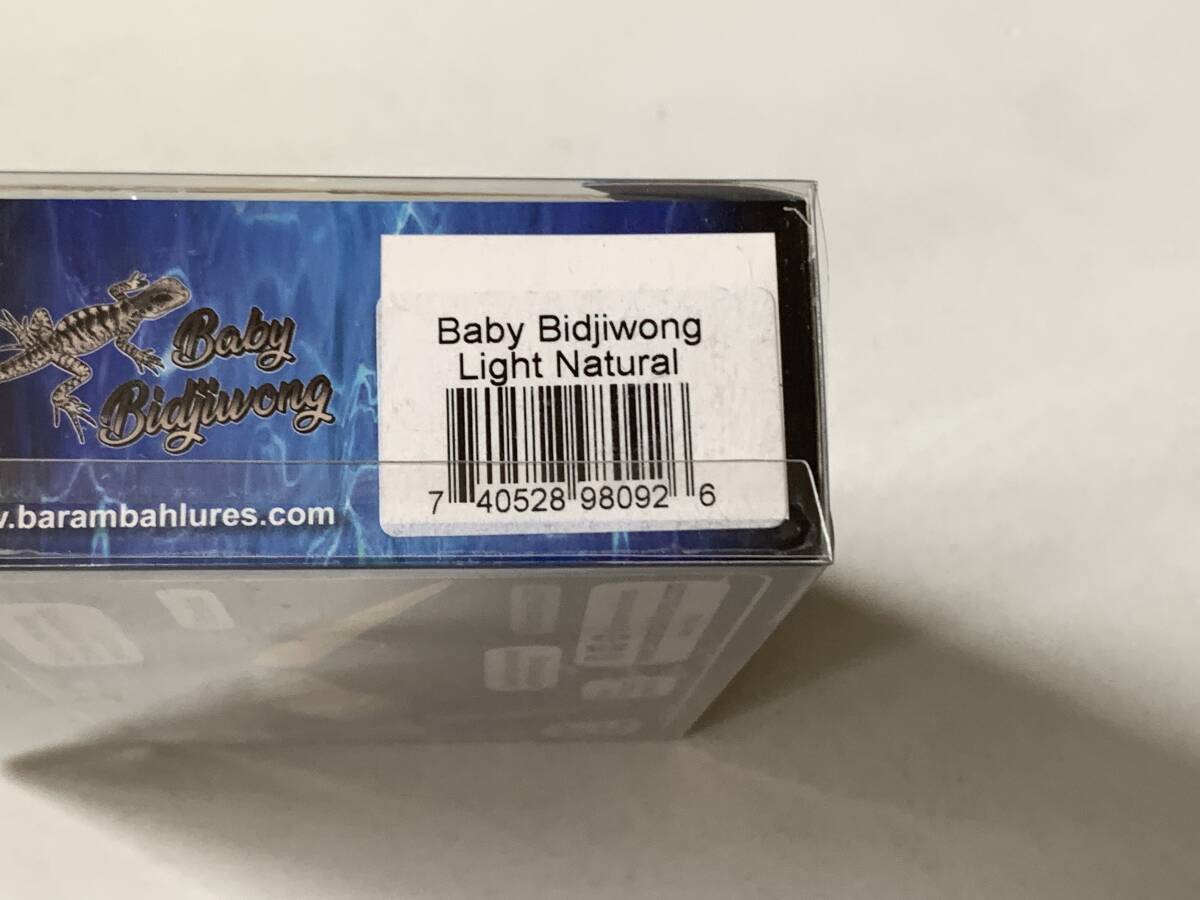 Baby
Bidjiwong
.barambahlures.com
Baby Bidjiwong
Light Natural
7 40528 98092 6